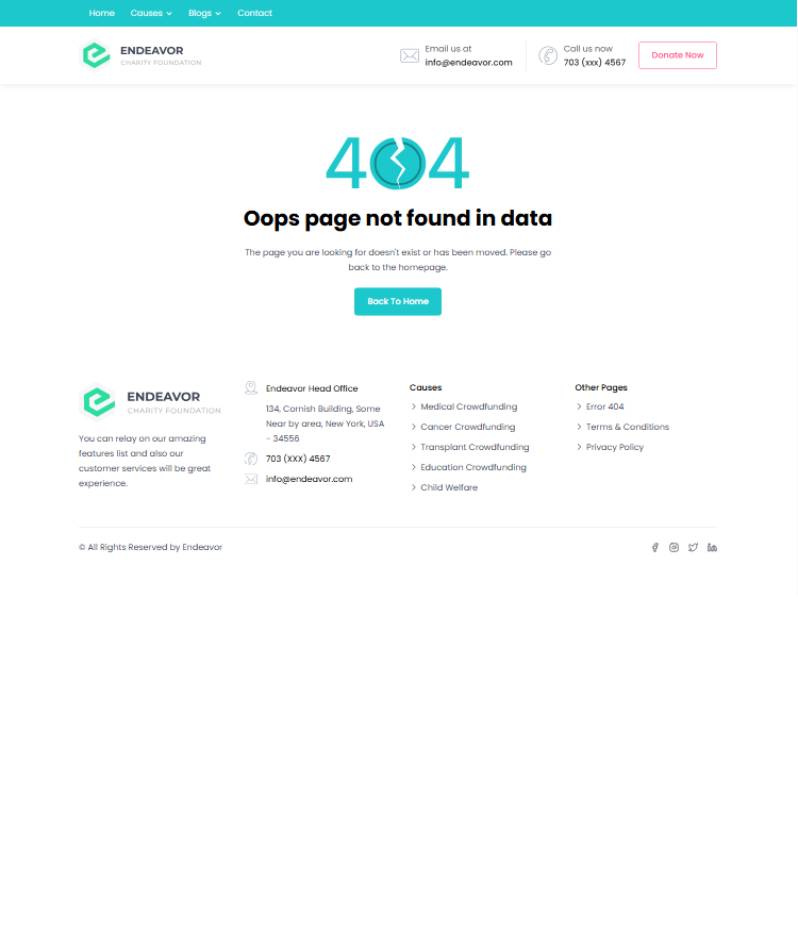 Home Causes Blogs Contact
ENDEAVOR
CHARITY FOUNDATION
Email us at
info@endeavor.com
Call us now
703 (xxx) 4567
Donate Now
404
Oops page not found in data
The page you are looking for doesn't exist or has been moved. Please go
back to the homepage.
Back To Home
ENDEAVOR
CHARITY FOUNDATION
You can relay on our amazing
features list and also our
customer services will be great
experience.
Endeavor Head Office
134, Cornish Building, Some
Near by area, New York, USA
- 34556
703 (XXX) 4567
info@endeavor.com
Causes
Medical Crowdfunding
Cancer Crowdfunding
Transplant Crowdfunding
Education Crowdfunding
Child Welfare
Other Pages
Error 404
Terms & Conditions
Privacy Policy
© All Rights Reserved by Endeavor